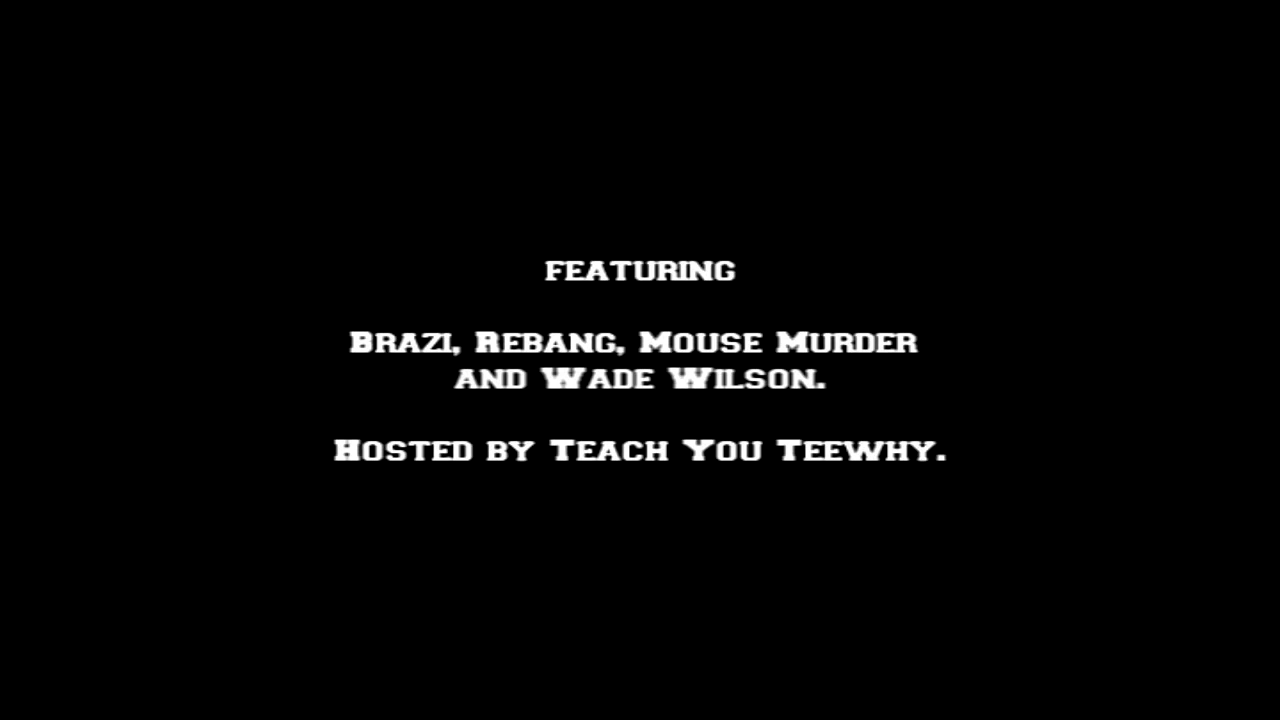 FEATURING
BRAZI, REBANG, MOUSE MURDER
AND WADE WILSON.
HOSTED BY TEACH YOU TEEWHY.